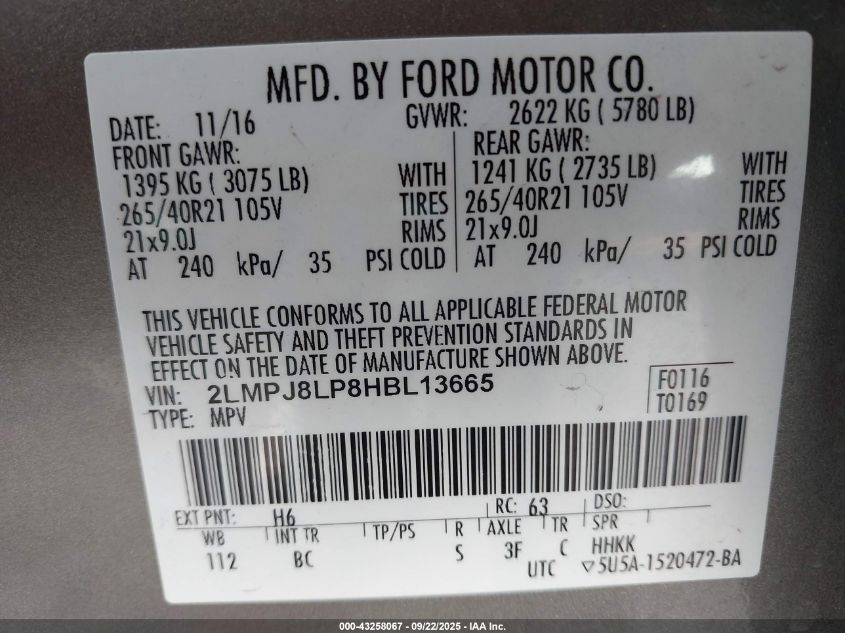 MFD. BY FORD MOTOR CO.
DATE: 11/16 GVWR: 2622 KG ( 5780 LB)
FRONT GAWR: REAR GAWR:
1395 KG ( 3075 LB) WITH 1241 KG ( 2735 LB) WITH
265/40R21 105V TIRES 265/40R21 105V TIRES
21x9.0J RIMS 21x9.0J RIMS
AT 240 kPa/ 35 PSI COLD AT 240 kPa/ 35 PSI COLD
THIS VEHICLE CONFORMS TO ALL APPLICABLE FEDERAL MOTOR
VEHICLE SAFETY AND THEFT PREVENTION STANDARDS IN
EFFECT ON THE DATE OF MANUFACTURE SHOWN ABOVE.
VIN: 2LMPJ8LP8HBL13665 F0116
TYPE: MPV T0169
EXT PNT: H6 RC: 63 DSO:
WB INT TR TP/PS R AXLE TR SPR
112 BC S 3F C HHKK
UTC ▽5U5A-1520472-BA
000-43258067 - 09/22/2025 - IAA Inc.